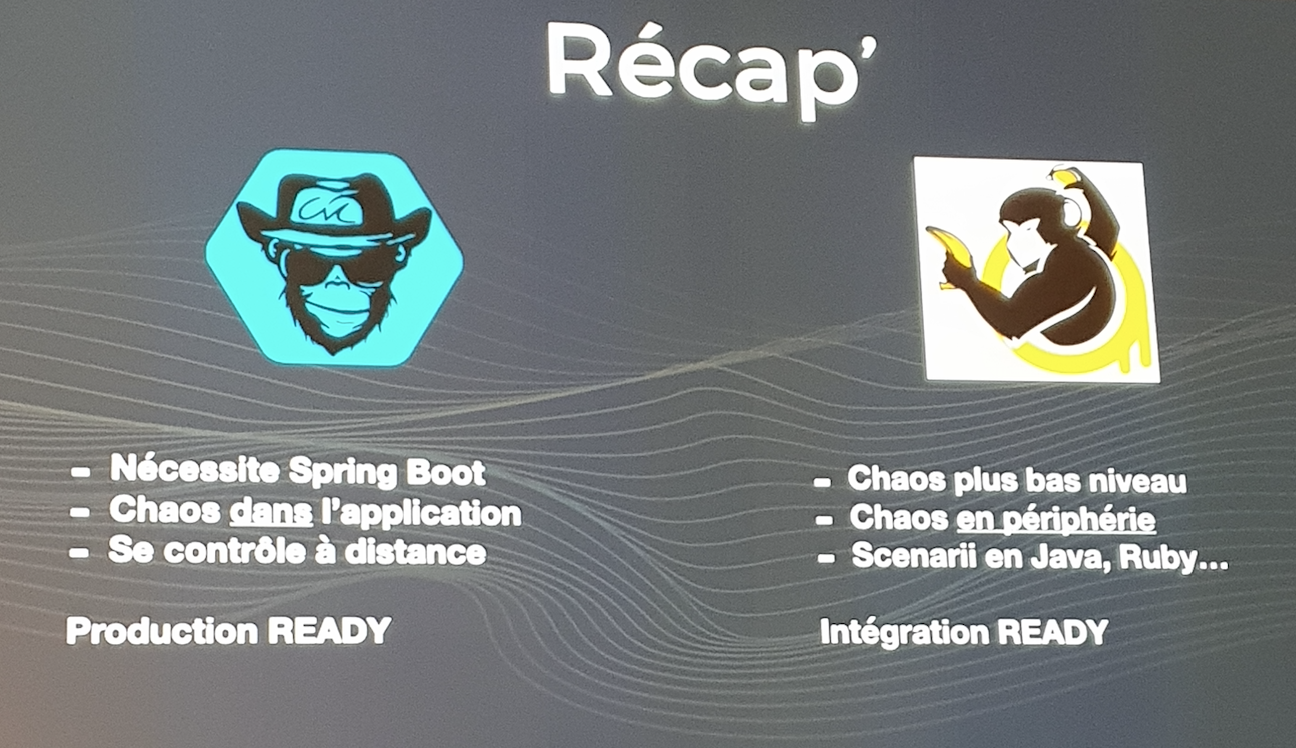 Récap'
CM
- Nécessite Spring Boot
- Chaos dans l'application
- Se contrôle à distance
Production READY
- Chaos plus bas niveau
- Chaos en périphérie
- Scenarii en Java, Ruby...
Intégration READY